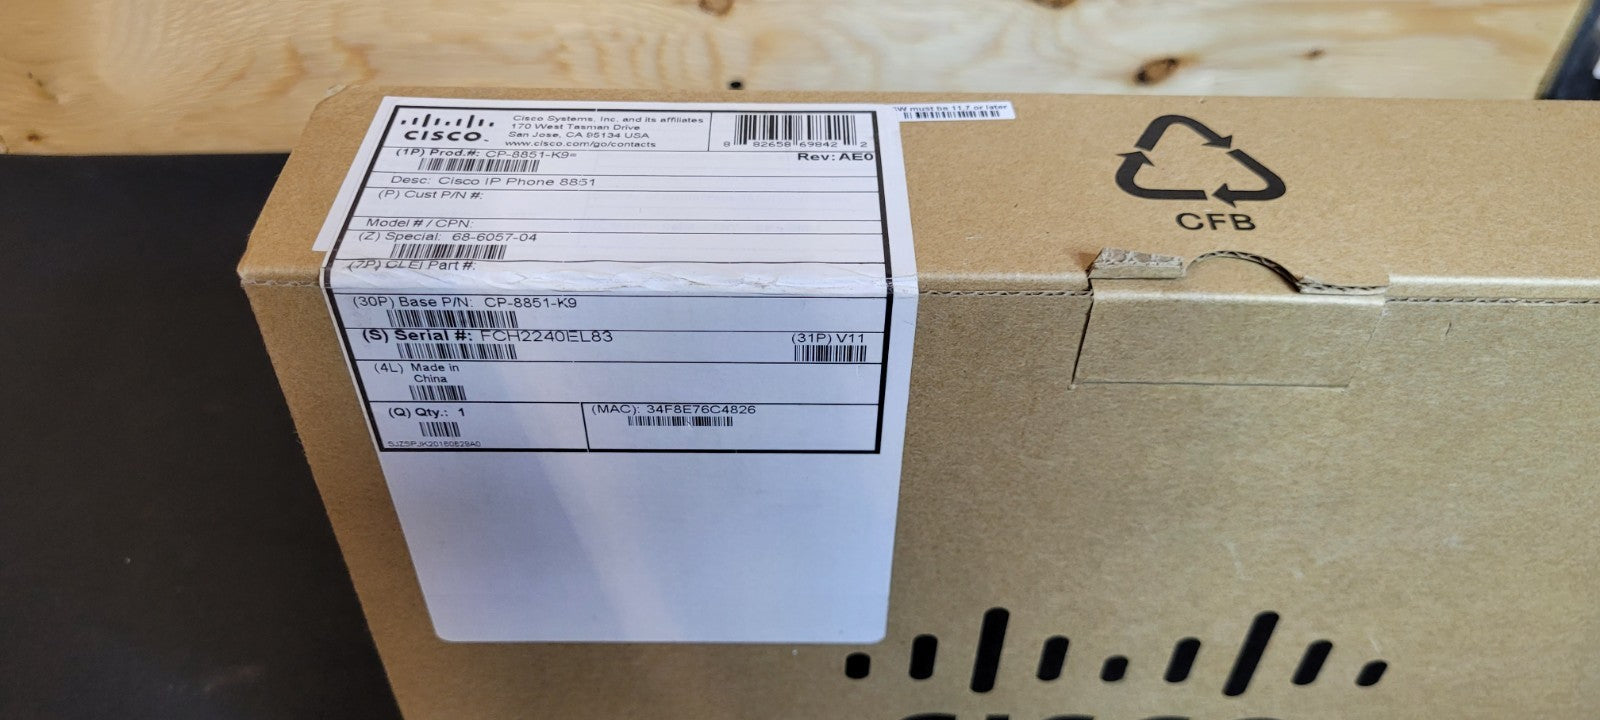 CISCO
Cisco Systems, Inc. and its affiliates
170 West Tasman Drive
San Jose, CA 95134 USA
www.cisco.com/go/contacts
8 82658 69842 2
(1P) Prod.#: CP-8851-K9=
Rev: AE0
Desc: Cisco IP Phone 8851
(P) Cust P/N #:
Model # / CPN:
(Z) Special: 68-6057-04
(7P) CLEI Part #:
(30P) Base P/N: CP-8851-K9
(S) Serial #: FCH2240EL83
(31P) V11
(4L) Made in
China
(Q) Qty.: 1
(MAC): 34F8E76C4826
must be 11.7 or later
CFB